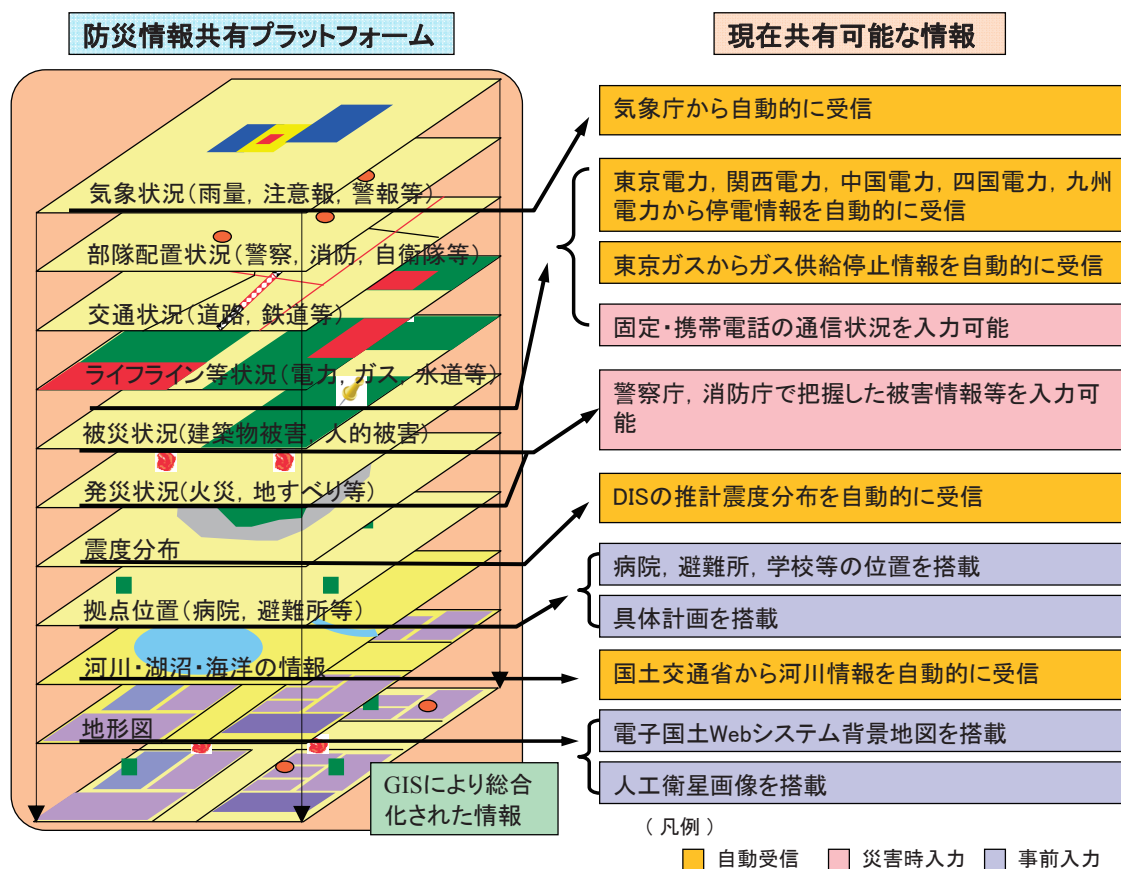 防災情報共有プラットフォーム
現在共有可能な情報
気象状況(雨量, 注意報, 警報等)
部隊配置状況(警察, 消防, 自衛隊等)
交通状況(道路, 鉄道等)
ライフライン等状況(電力, ガス, 水道等)
被災状況(建築物被害, 人的被害)
発災状況(火災, 地すべり等)
震度分布
拠点位置(病院, 避難所等)
河川・湖沼・海洋の情報
地形図
GISにより総合
化された情報
気象庁から自動的に受信
東京電力, 関西電力, 中国電力, 四国電力, 九州
電力から停電情報を自動的に受信
東京ガスからガス供給停止情報を自動的に受信
固定・携帯電話の通信状況を入力可能
警察庁, 消防庁で把握した被害情報等を入力可
能
DISの推計震度分布を自動的に受信
病院, 避難所, 学校等の位置を搭載
具体計画を搭載
国土交通省から河川情報を自動的に受信
電子国土Webシステム背景地図を搭載
人工衛星画像を搭載
(凡例)
自動受信 災害時入力 事前入力